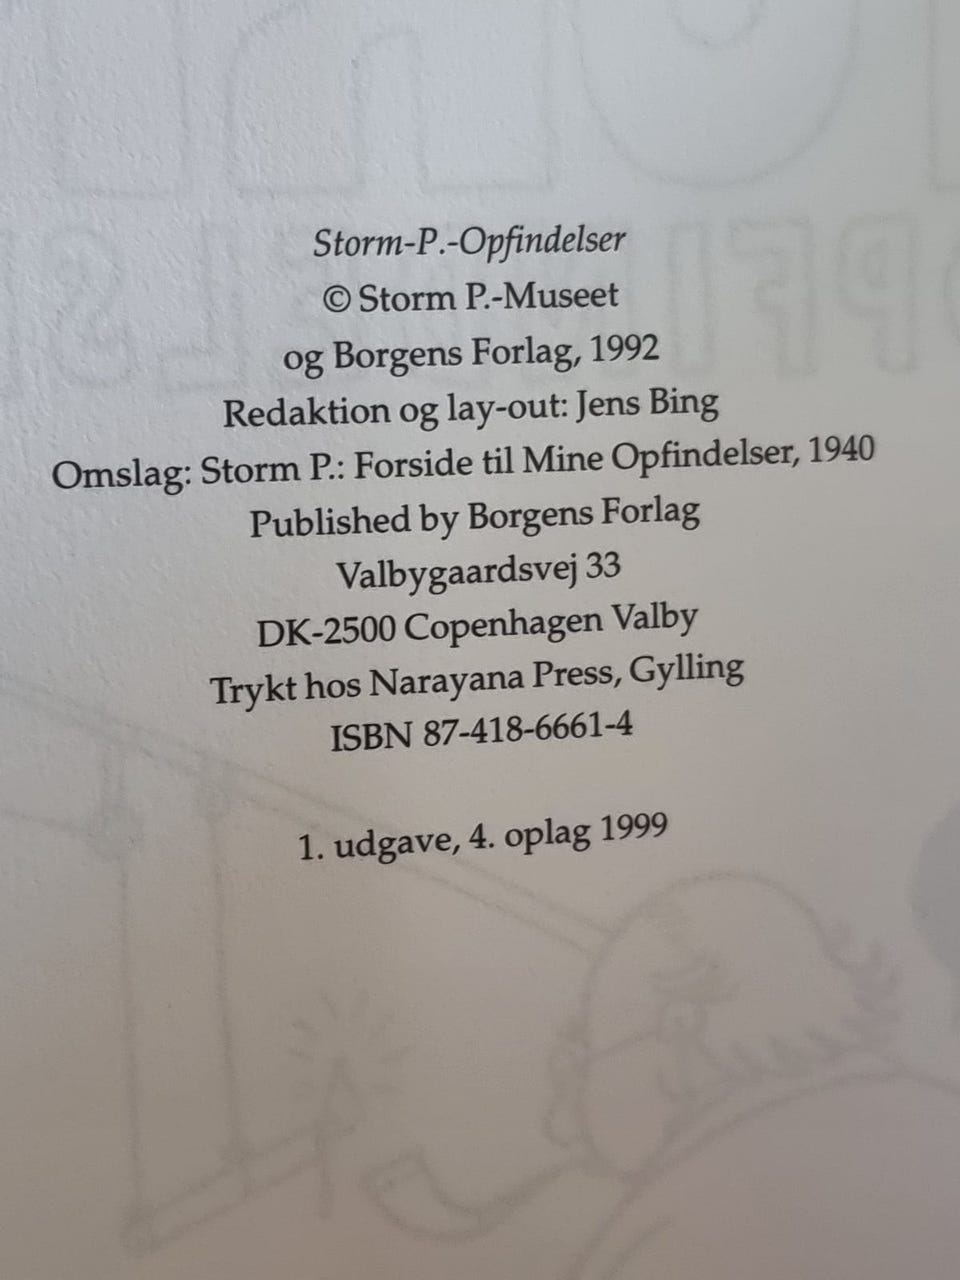 Storm-P.-Opfindelser
© Storm P.-Museet
og Borgens Forlag, 1992
Redaktion og lay-out: Jens Bing
Omslag: Storm P.: Forside til Mine Opfindelser, 1940
Published by Borgens Forlag
Valbygaardsvej 33
DK-2500 Copenhagen Valby
Trykt hos Narayana Press, Gylling
ISBN 87-418-6661-4
1. udgave, 4. oplag 1999